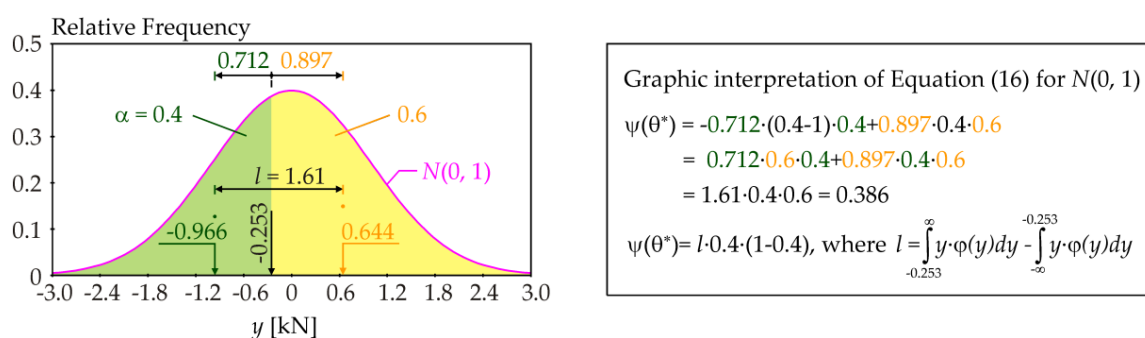 Relative Frequency
0.5
0.4
0.3
0.2
0.1
0
0.712 0.897
α = 0.4
0.6
N(0, 1)
l = 1.61
-0.966
-0.253
0.644
-3.0 -2.4 -1.8 -1.2 -0.6 0 0.6 1.2 1.8 2.4 3.0
y [kN]
Graphic interpretation of Equation (16) for N(0, 1)
ψ(θ*) = -0.712·(0.4-1)·0.4+0.897·0.4·0.6
= 0.712·0.6·0.4+0.897·0.4·0.6
= 1.61·0.4·0.6 = 0.386
ψ(θ*)= l·0.4·(1-0.4), where l = ∫_{-0.253}^{∞} y·φ(y)dy - ∫_{-∞}^{-0.253} y·φ(y)dy